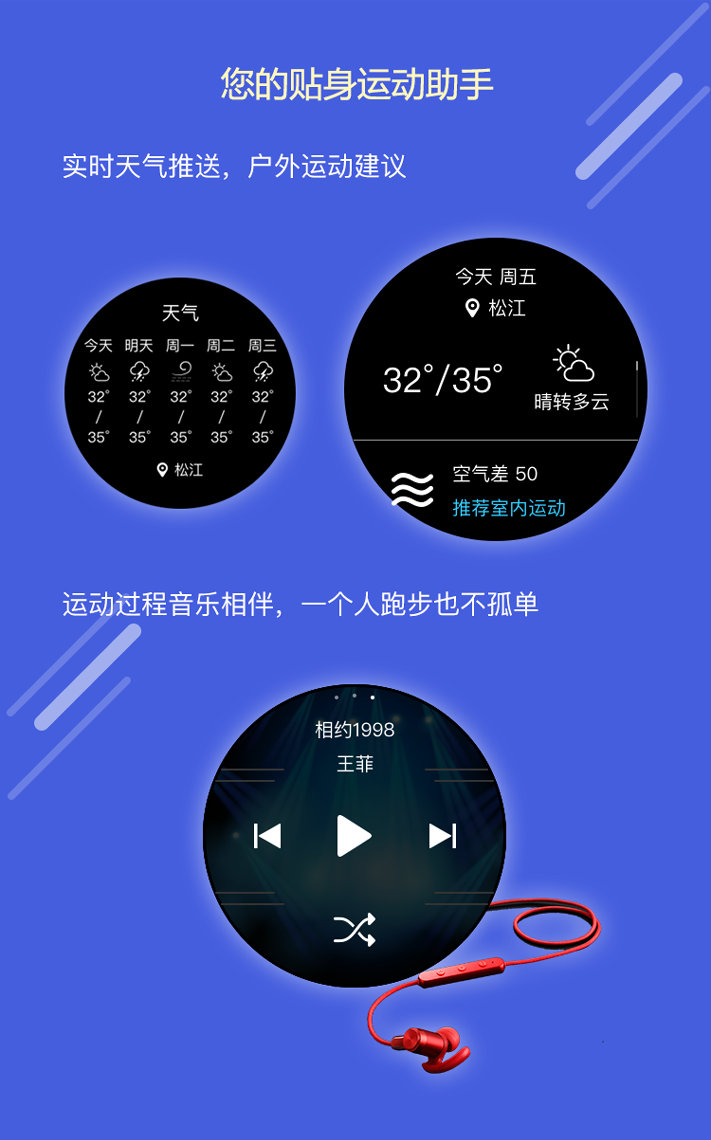 您的贴身运动助手
实时天气推送，户外运动建议
天气
今天 明天 周一 周二 周三
32° 32° 32° 32° 32°
/ / / / /
35° 35° 35° 35° 35°
松江
今天 周五
松江
32°/35°
晴转多云
空气差 50
推荐室内运动
运动过程音乐相伴，一个人跑步也不孤单
相约1998
王菲